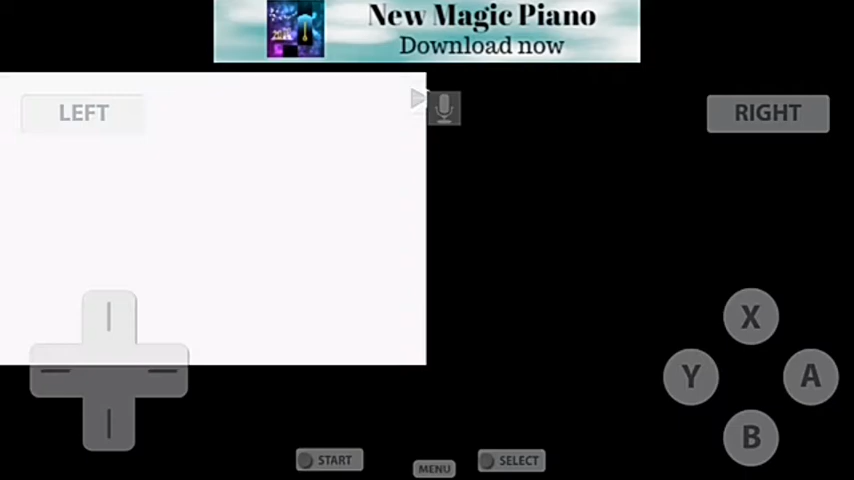 New Magic Piano
Download now
LEFT
RIGHT
X
Y
A
B
START
SELECT
MENU